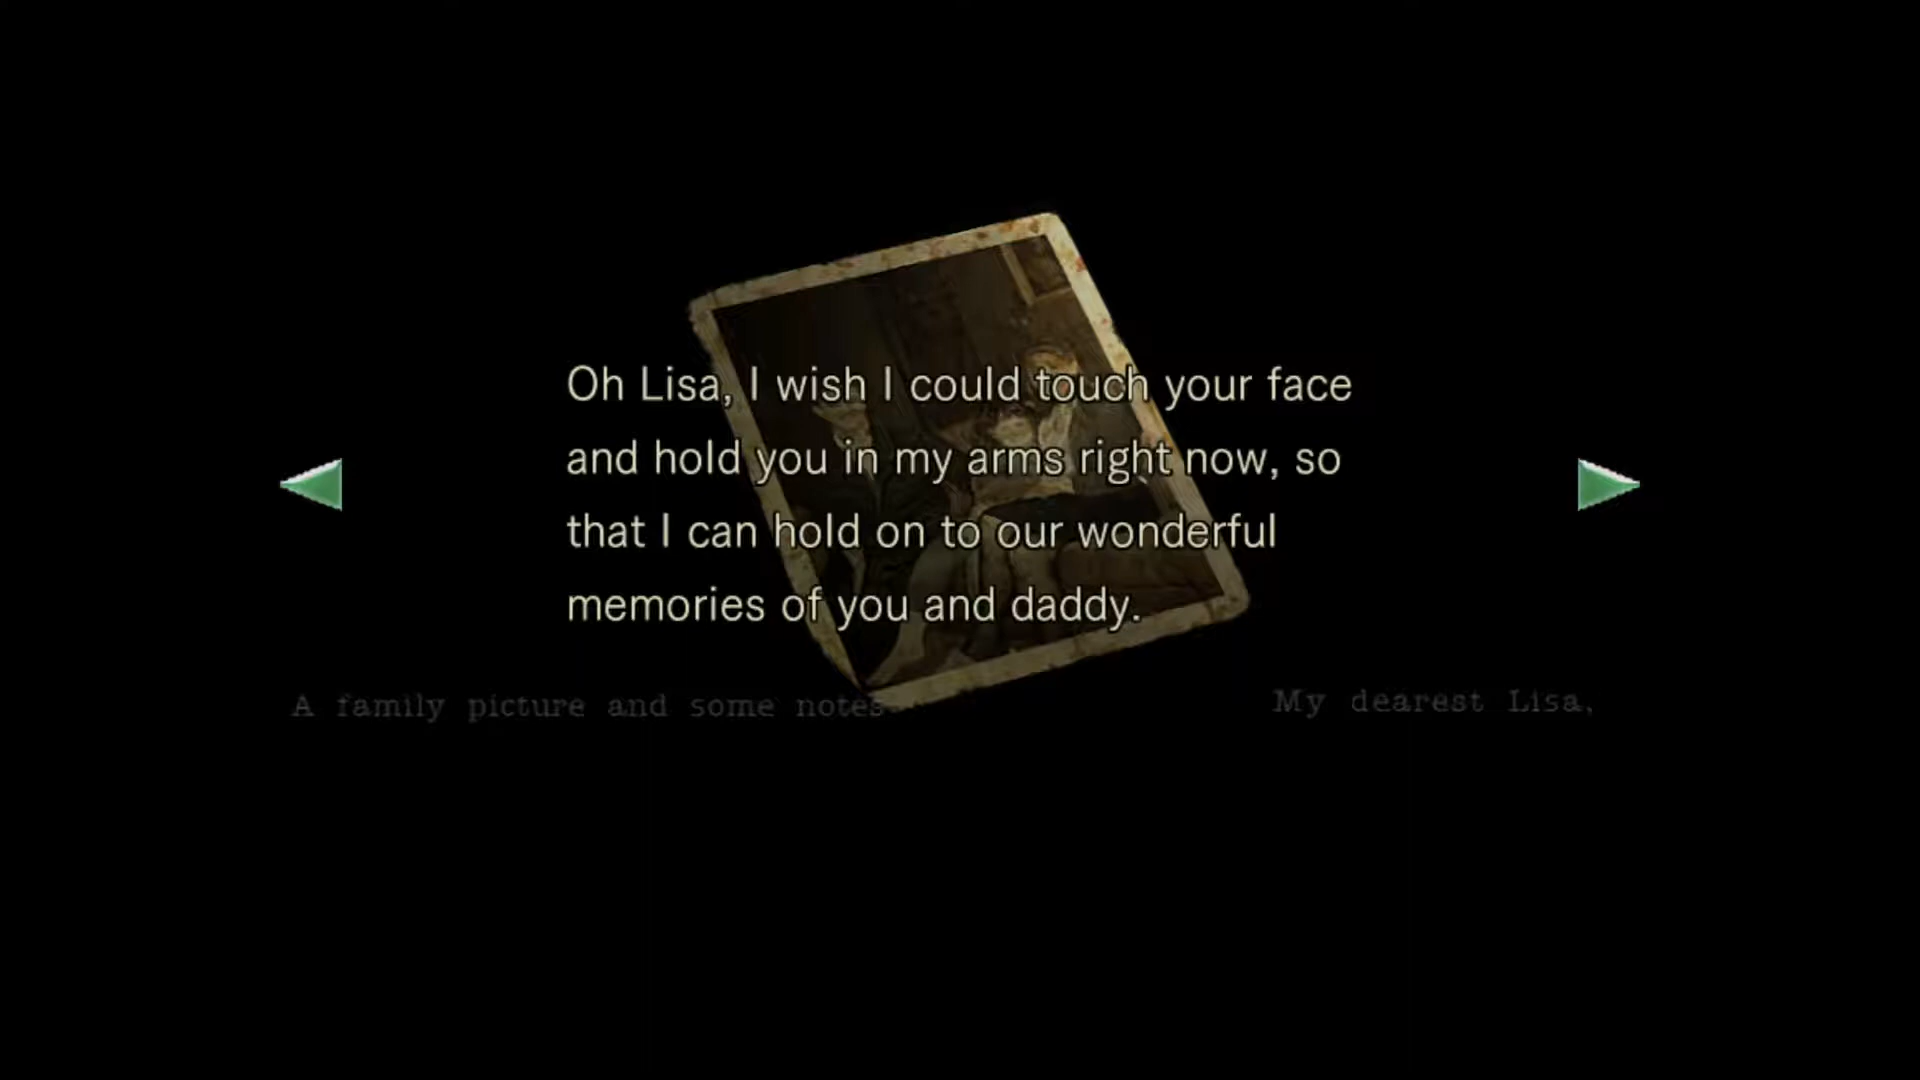 Oh Lisa, I wish I could touch your face
and hold you in my arms right now, so
that I can hold on to our wonderful
memories of you and daddy.
A family picture and some notes
My dearest Lisa,